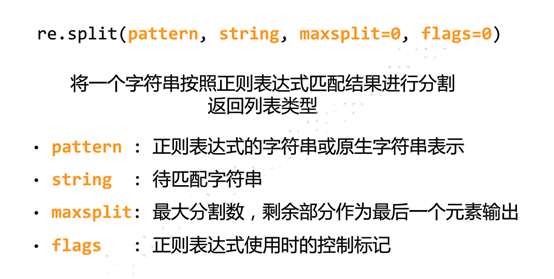 re.split(pattern, string, maxsplit=0, flags=0)
将一个字符串按照正则表达式匹配结果进行分割
返回列表类型
• pattern : 正则表达式的字符串或原生字符串表示
• string : 待匹配字符串
• maxsplit: 最大分割数，剩余部分作为最后一个元素输出
• flags : 正则表达式使用时的控制标记